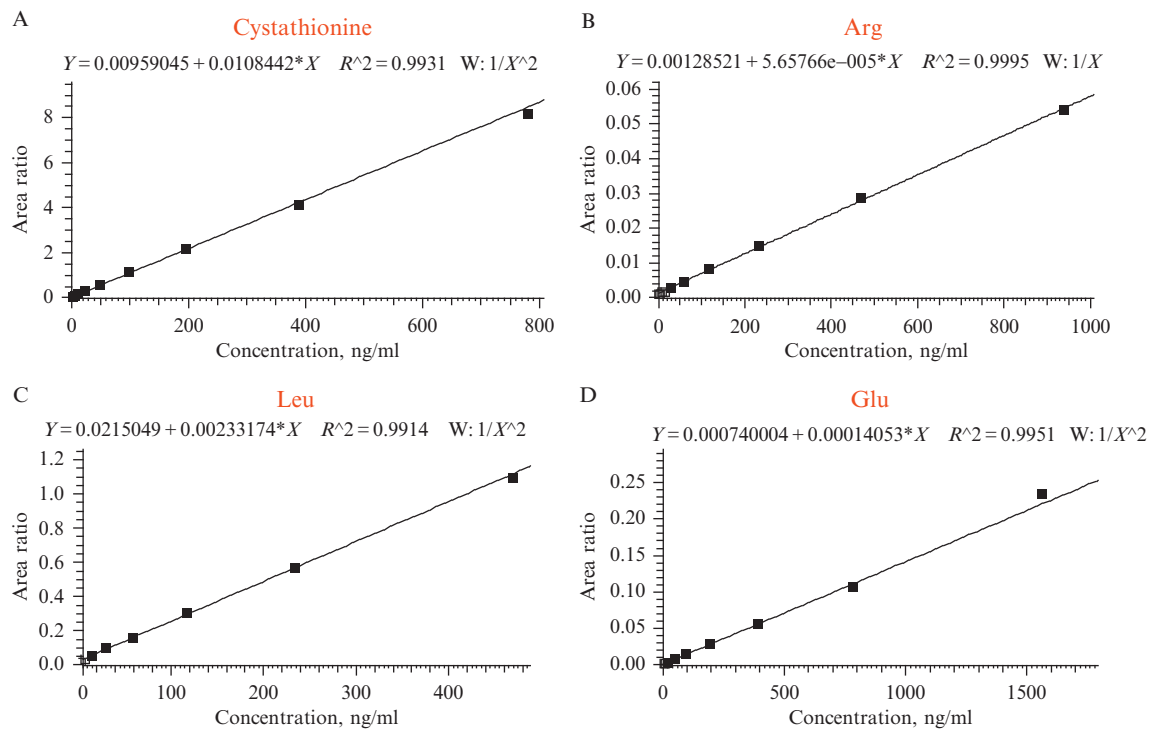 A
Cystathionine
Y = 0.00959045 + 0.0108442* X R^2 = 0.9931 W: 1/X^2
Area ratio
8
6
4
2
0
0 200 400 600 800
Concentration, ng/ml
B
Arg
Y = 0.00128521 + 5.65766e–005* X R^2 = 0.9995 W: 1/X
Area ratio
0.06
0.05
0.04
0.03
0.02
0.01
0.00
0 200 400 600 800 1000
Concentration, ng/ml
C
Leu
Y = 0.0215049 + 0.00233174* X R^2 = 0.9914 W: 1/X^2
Area ratio
1.2
1.0
0.8
0.6
0.4
0.2
0.0
0 100 200 300 400
Concentration, ng/ml
D
Glu
Y = 0.000740004 + 0.00014053* X R^2 = 0.9951 W: 1/X^2
Area ratio
0.25
0.20
0.15
0.10
0.05
0.00
0 500 1000 1500
Concentration, ng/ml